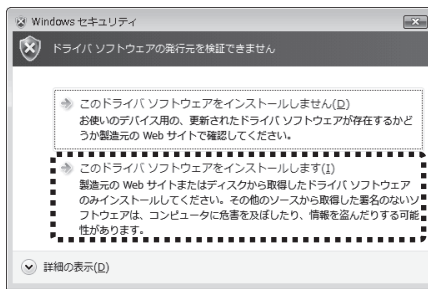 Windows セキュリティ
ドライバ ソフトウェアの発行元を検証できません
このドライバ ソフトウェアをインストールしません(D)
お使いのデバイス用の、更新されたドライバ ソフトウェアが存在するかど
うか製造元の Web サイトで確認してください。
このドライバ ソフトウェアをインストールします(I)
製造元の Web サイトまたはディスクから取得したドライバ ソフトウェア
のみインストールしてください。その他のソースから取得した署名のないソ
フトウェアは、コンピュータに危害を及ぼしたり、情報を盗んだりする可能
性があります。
詳細の表示(D)